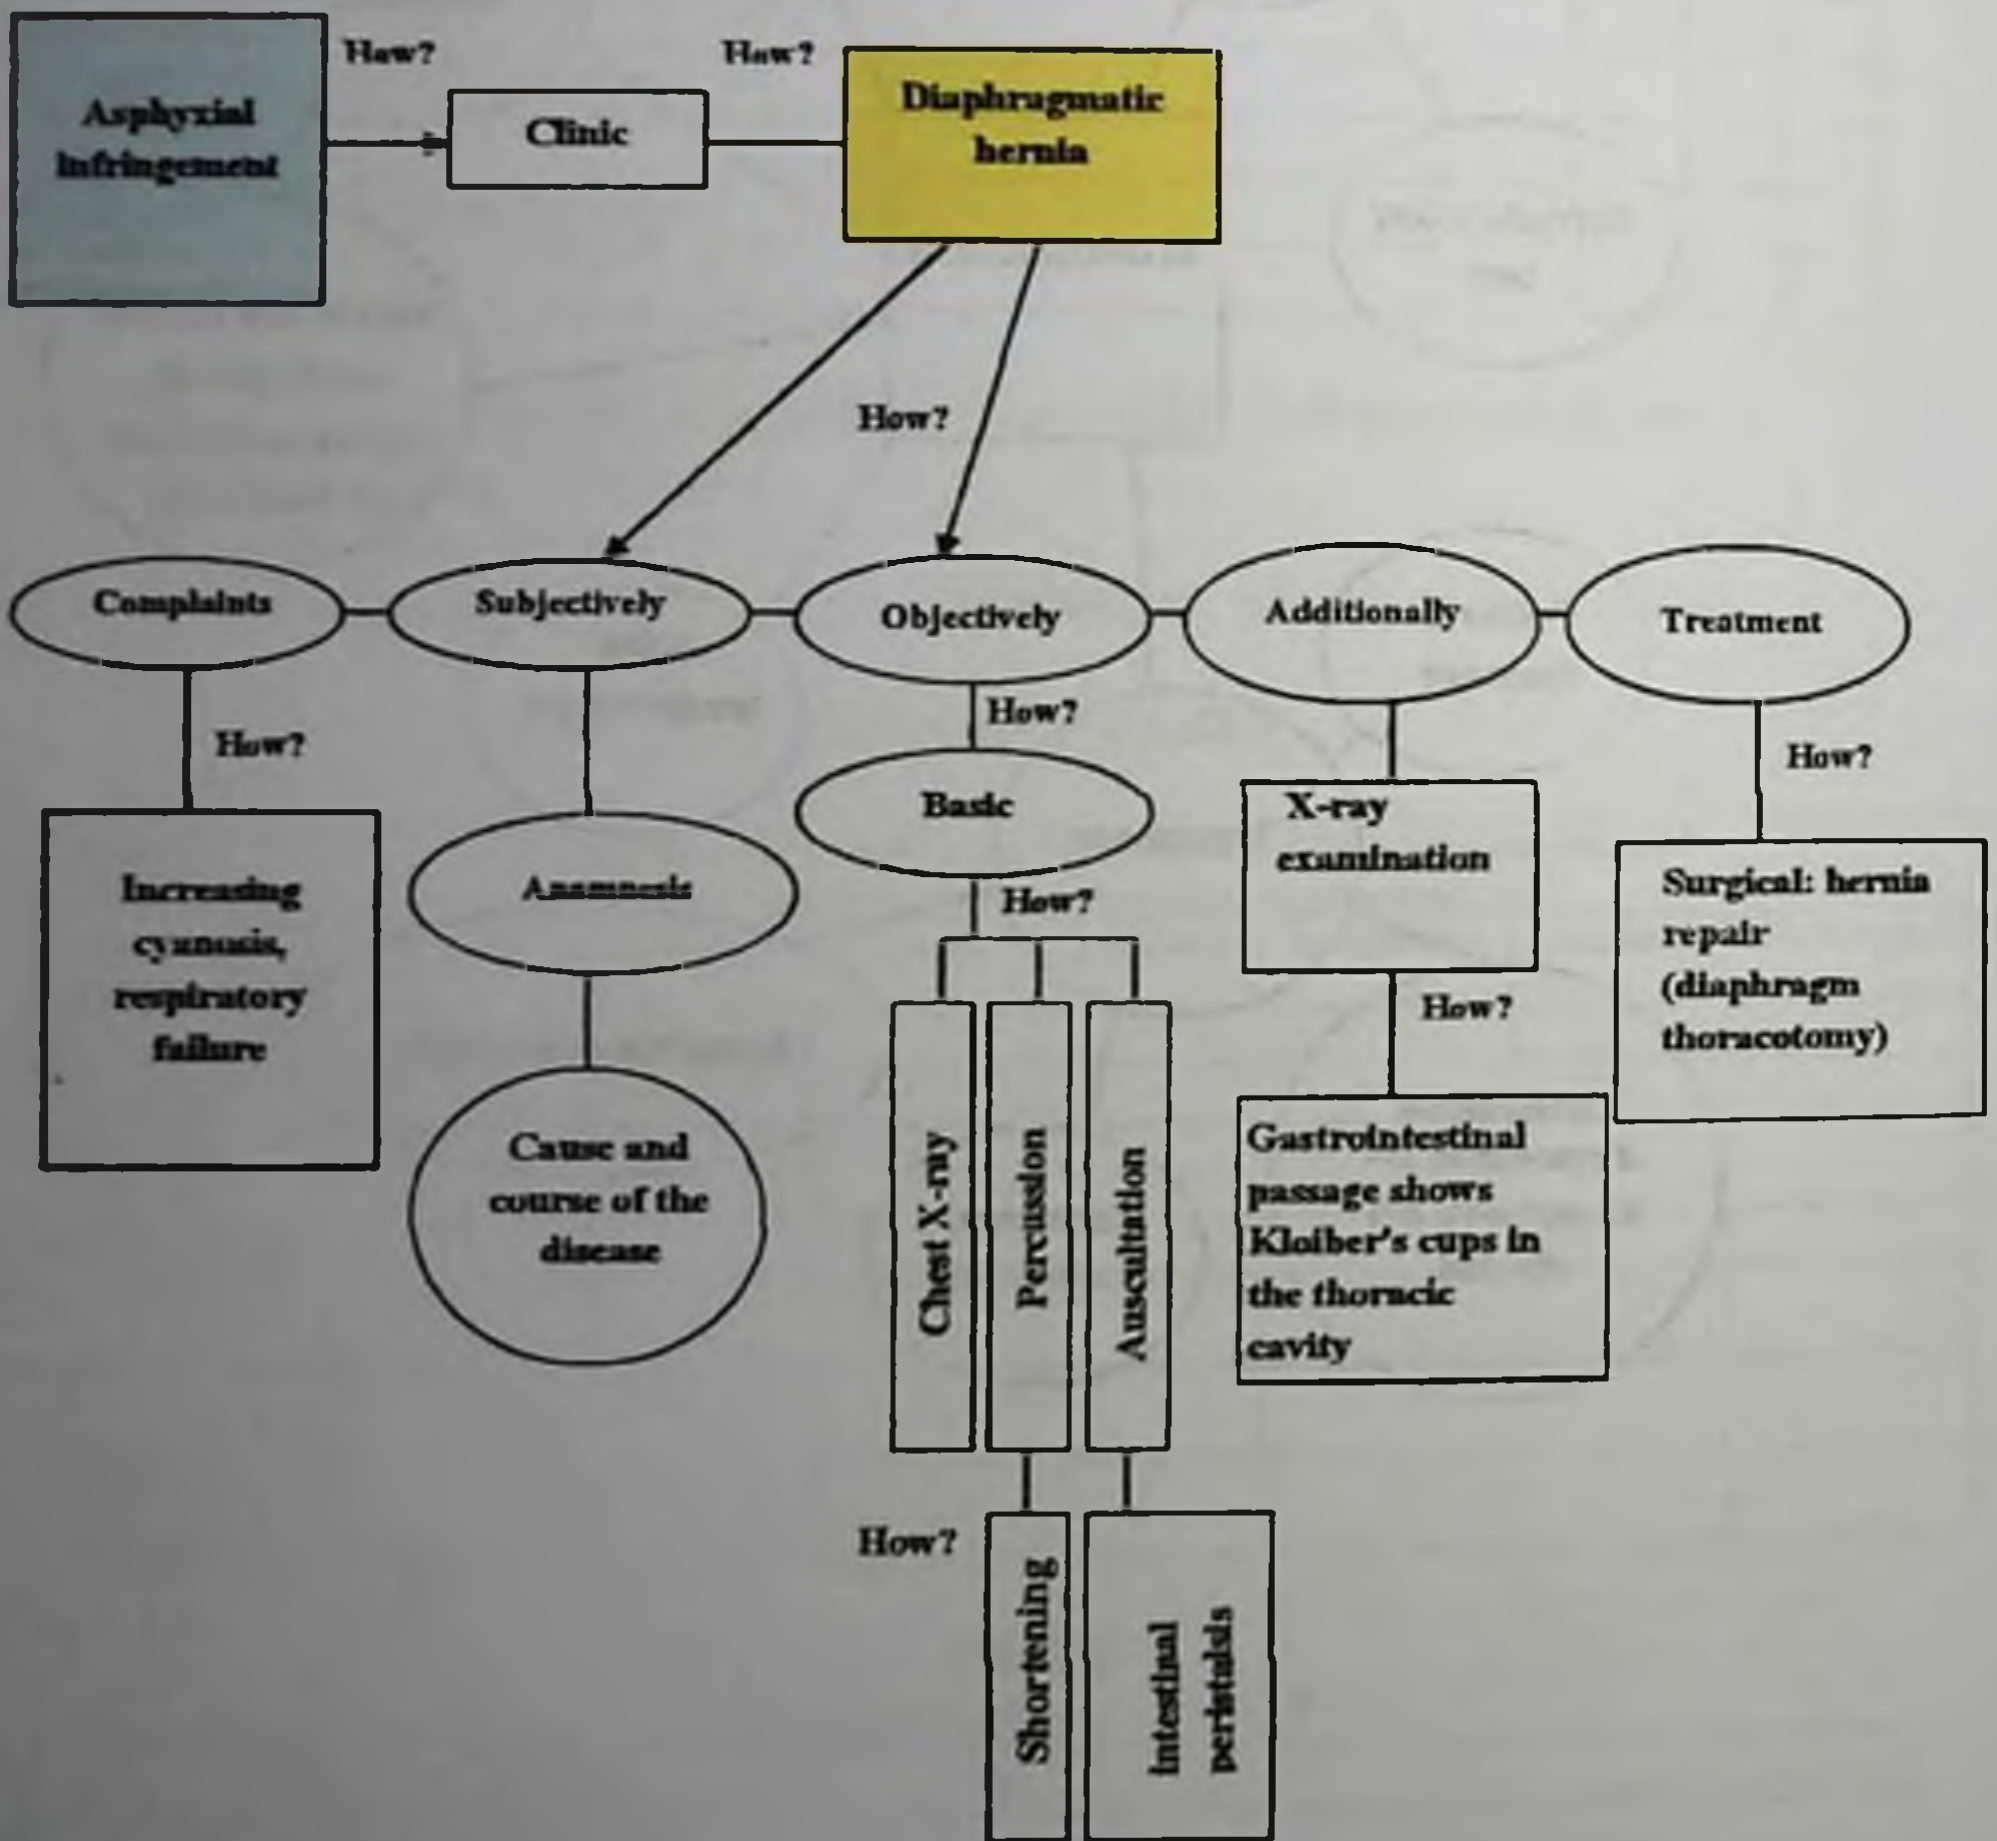 How?
How?
Asphyxial
infringement
Clinic
Diaphragmatic
hernia
How?
Complaints
Subjectively
Objectively
Additionally
Treatment
How?
How?
How?
Increasing
cyanosis,
respiratory
failure
Anamnesis
Cause and
course of the
disease
Basic
How?
Chest X-ray
Percussion
Auscultation
How?
Shortening
Intestinal
peristalsis
X-ray
examination
How?
Gastrointestinal
passage shows
Kloiber's cups in
the thoracic
cavity
Surgical: hernia
repair
(diaphragm
thoracotomy)